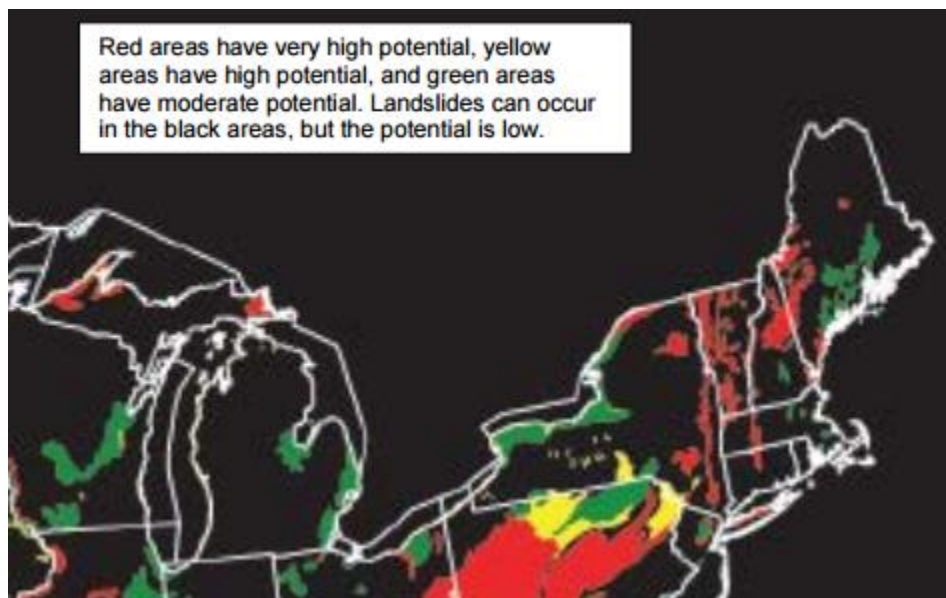 Red areas have very high potential, yellow
areas have high potential, and green areas
have moderate potential. Landslides can occur
in the black areas, but the potential is low.